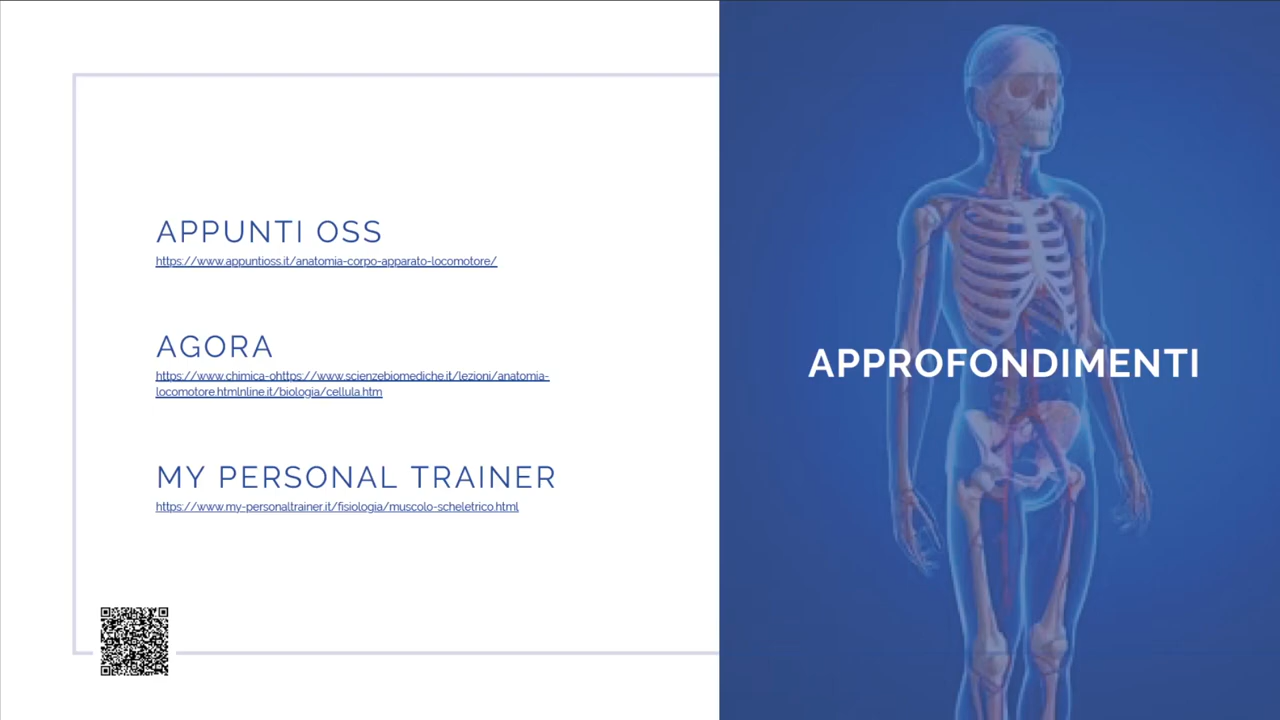 APPUNTI OSS
https://www.appuntioss.it/anatomia-corpo-apparato-locomotore/
AGORA
https://www.chimica-ohttps://www.scienzebiomediche.it/lezioni/anatomia-
locomotore.htmlnline.it/biologia/cellula.htm
MY PERSONAL TRAINER
https://www.my-personaltrainer.it/fisiologia/muscolo-scheletrico.html
APPROFONDIMENTI